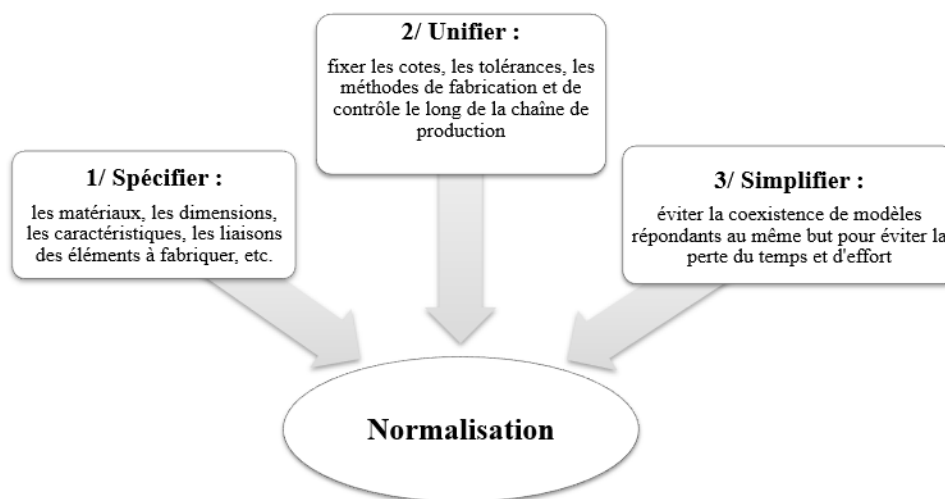 1/ Spécifier :
les matériaux, les dimensions,
les caractéristiques, les liaisons
des éléments à fabriquer, etc.
2/ Unifier :
fixer les cotes, les tolérances, les
méthodes de fabrication et de
contrôle le long de la chaîne de
production
3/ Simplifier :
éviter la coexistence de modèles
répondants au même but pour éviter la
perte du temps et d'effort
Normalisation